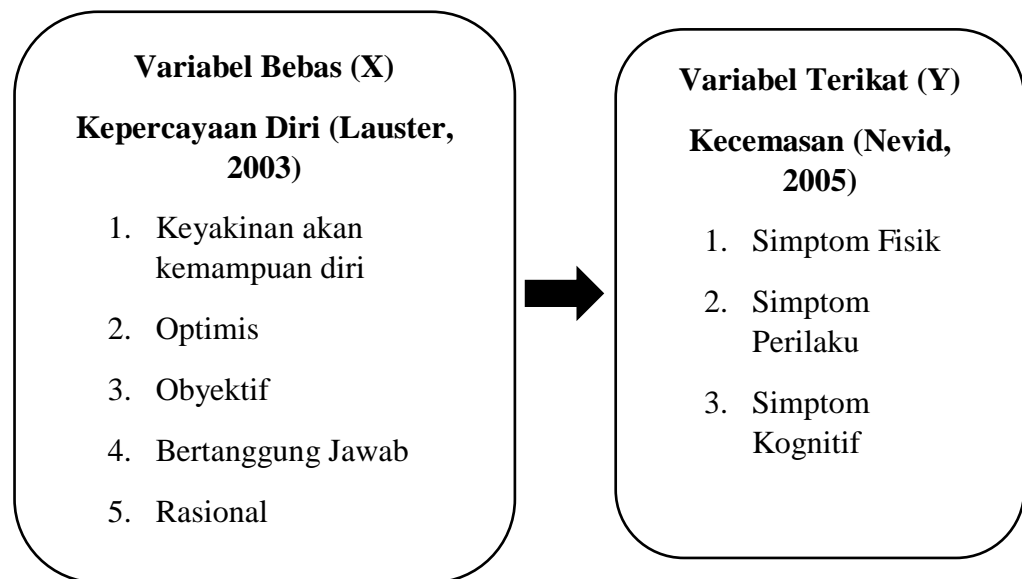 Variabel Bebas (X)
Kepercayaan Diri (Lauster,
2003)
1. Keyakinan akan
kemampuan diri
2. Optimis
3. Obyektif
4. Bertanggung Jawab
5. Rasional
Variabel Terikat (Y)
Kecemasan (Nevid,
2005)
1. Simptom Fisik
2. Simptom
Perilaku
3. Simptom
Kognitif